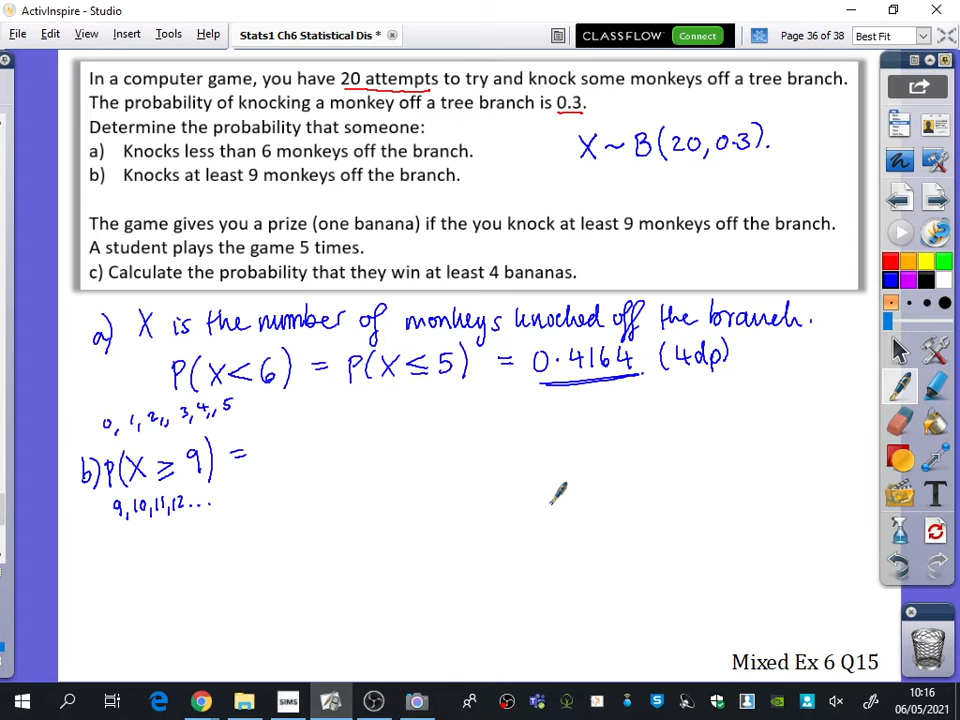 ActivInspire - Studio
File Edit View Insert Tools Help Stats1 Ch6 Statistical Dis * CLASSFLOW Connect Page 36 of 38 Best Fit
In a computer game, you have 20 attempts to try and knock some monkeys off a tree branch.
The probability of knocking a monkey off a tree branch is 0.3.
Determine the probability that someone:
X ~ B(20, 0.3).
a) Knocks less than 6 monkeys off the branch.
b) Knocks at least 9 monkeys off the branch.
The game gives you a prize (one banana) if the you knock at least 9 monkeys off the branch.
A student plays the game 5 times.
c) Calculate the probability that they win at least 4 bananas.
a) X is the number of monkeys knocked off the branch.
P(X < 6) = P(X ≤ 5) = 0.4164 (4dp)
0, 1, 2, 3, 4, 5
b) P(X ≥ 9) =
9, 10, 11, 12...
Mixed Ex 6 Q15
SIMS
10:16
06/05/2021